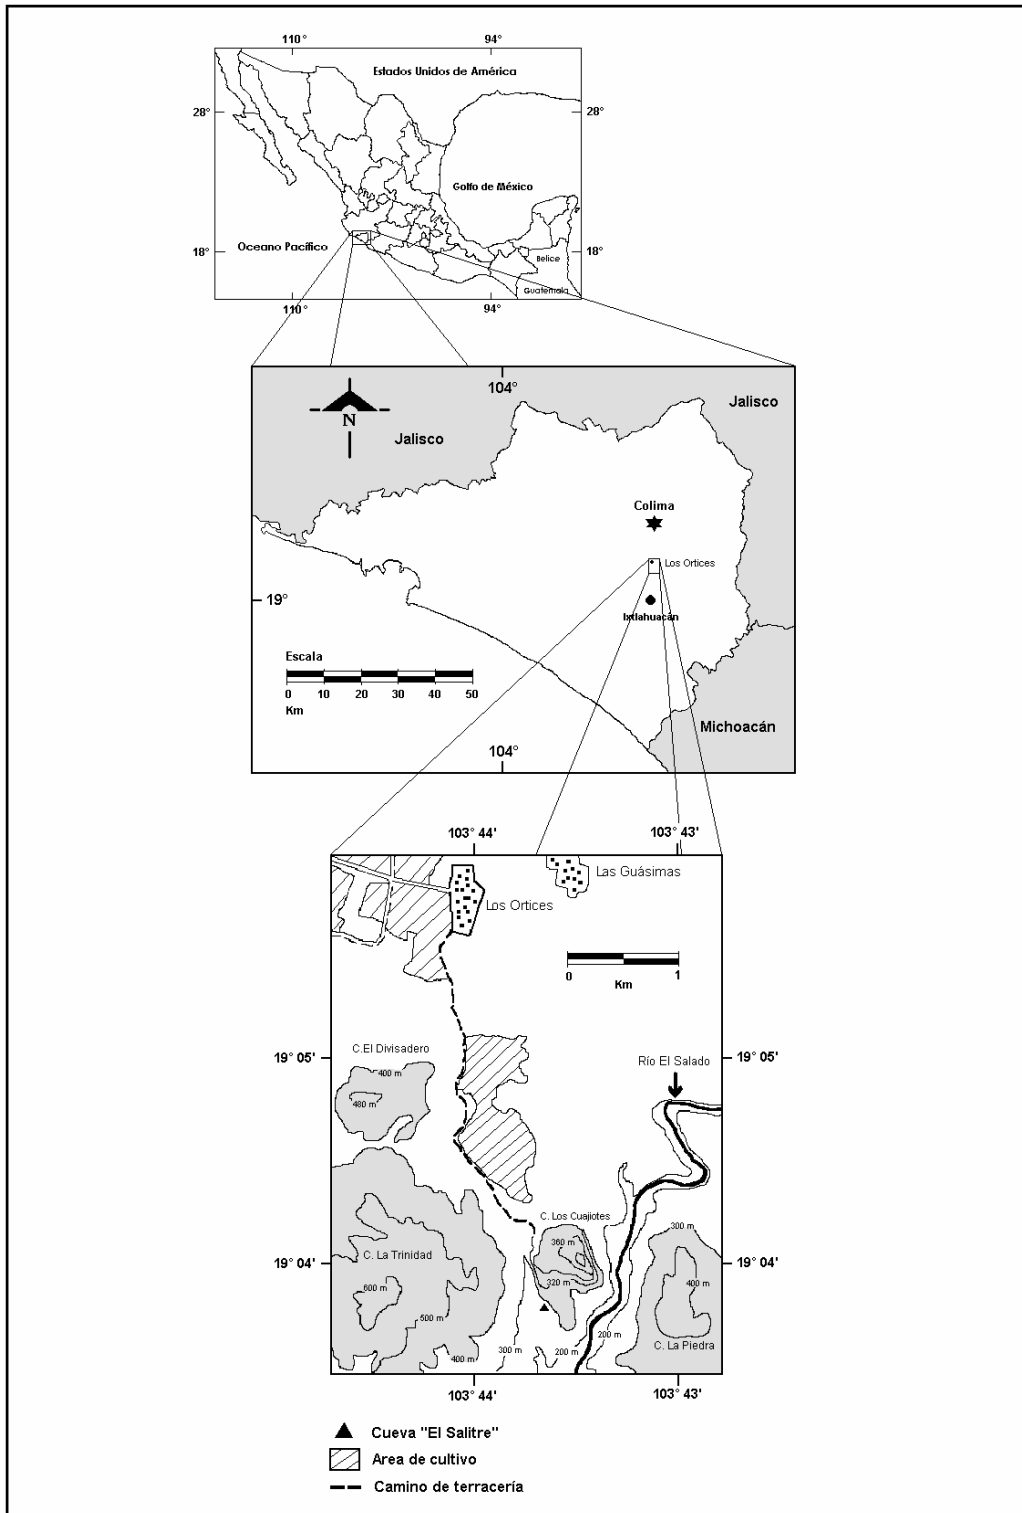 110° 94°
Estados Unidos de América
28° 28°
Golfo de México
Oceano Pacífico
18° 18°
Belice
Guatemala
110° 94°
104°
Jalisco
N
Jalisco
Colima
Los Ortices
19°
Ixtlahuacán
Escala
0 10 20 30 40 50
Km
Michoacán
104°
103° 44' 103° 43'
Las Guásimas
Los Ortices
0 1
Km
C.El Divisadero
19° 05' 19° 05'
Río El Salado
400 m
480 m
C. Los Cuajiotes
300 m
360 m
C. La Trinidad
19° 04' 19° 04'
600 m
320 m
400 m
500 m
200 m
C. La Piedra
300 m
200 m
400 m
103° 44' 103° 43'
Cueva "El Salitre"
Area de cultivo
Camino de terracería